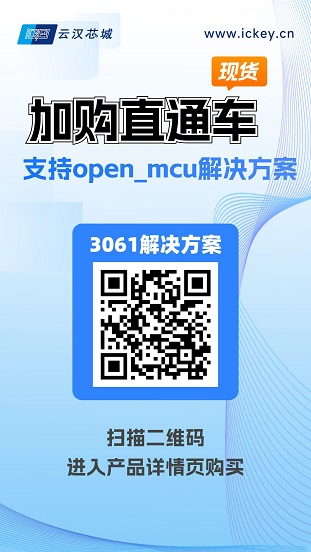 云汉芯城
www.ickey.cn
现货
加购直通车
支持open_mcu解决方案
3061解决方案
扫描二维码
进入产品详情页购买